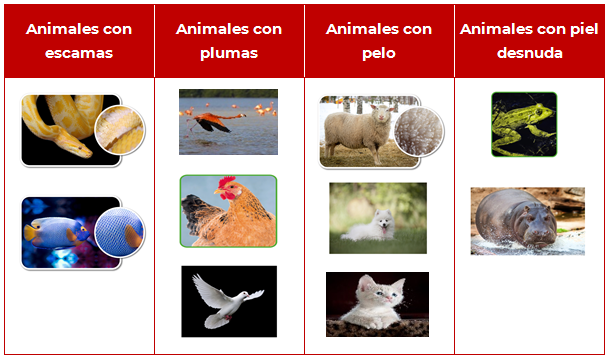 Animales con
escamas
Animales con
plumas
Animales con
pelo
Animales con piel
desnuda